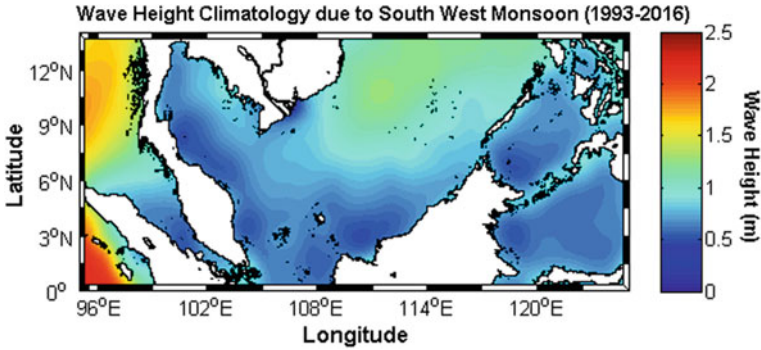 Wave Height Climatology due to South West Monsoon (1993-2016)
12°N
9°N
6°N
3°N
0°
Latitude
96°E
102°E
108°E
114°E
120°E
Longitude
2.5
2
1.5
1
0.5
0
Wave Height (m)